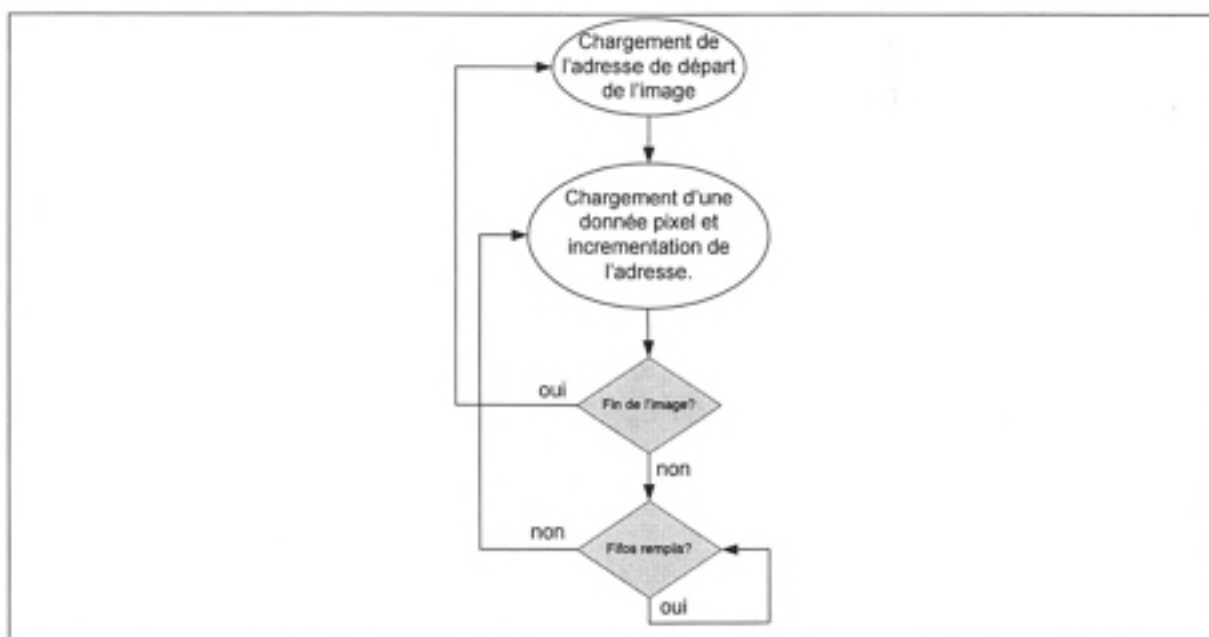 Chargement de
l'adresse de départ
de l'image
Chargement d'une
donnée pixel et
incrementation de
l'adresse.
oui
Fin de l'image?
non
non
Fifos remplis?
oui